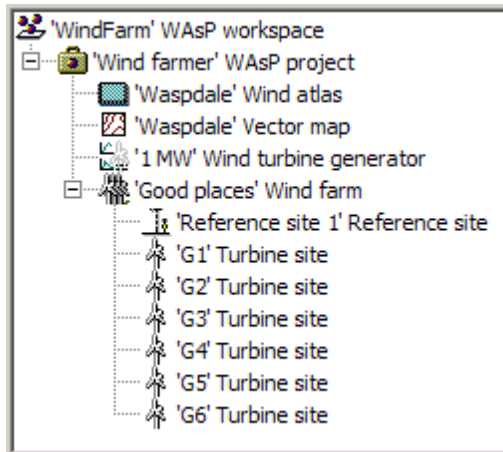 'WindFarm' WAsP workspace
'Wind farmer' WAsP project
'Waspdale' Wind atlas
'Waspdale' Vector map
'1 MW' Wind turbine generator
'Good places' Wind farm
'Reference site 1' Reference site
'G1' Turbine site
'G2' Turbine site
'G3' Turbine site
'G4' Turbine site
'G5' Turbine site
'G6' Turbine site